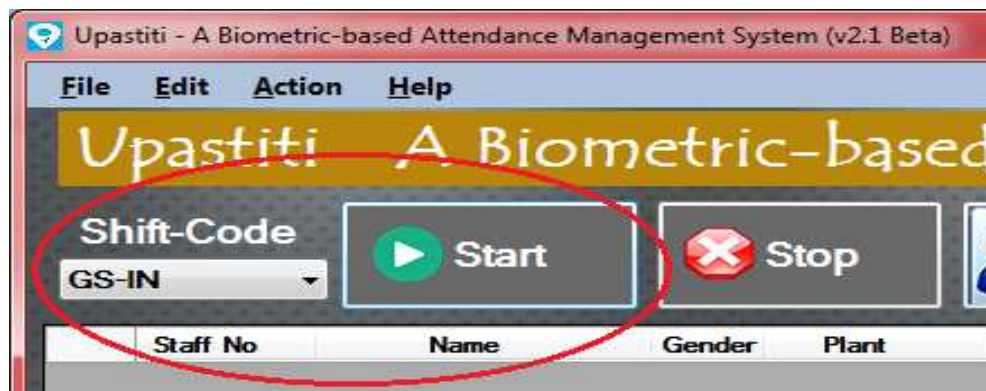 Upastiti - A Biometric-based Attendance Management System (v2.1 Beta)
File Edit Action Help
Upastiti A Biometric-based
Shift-Code
GS-IN Start Stop
Staff No Name Gender Plant